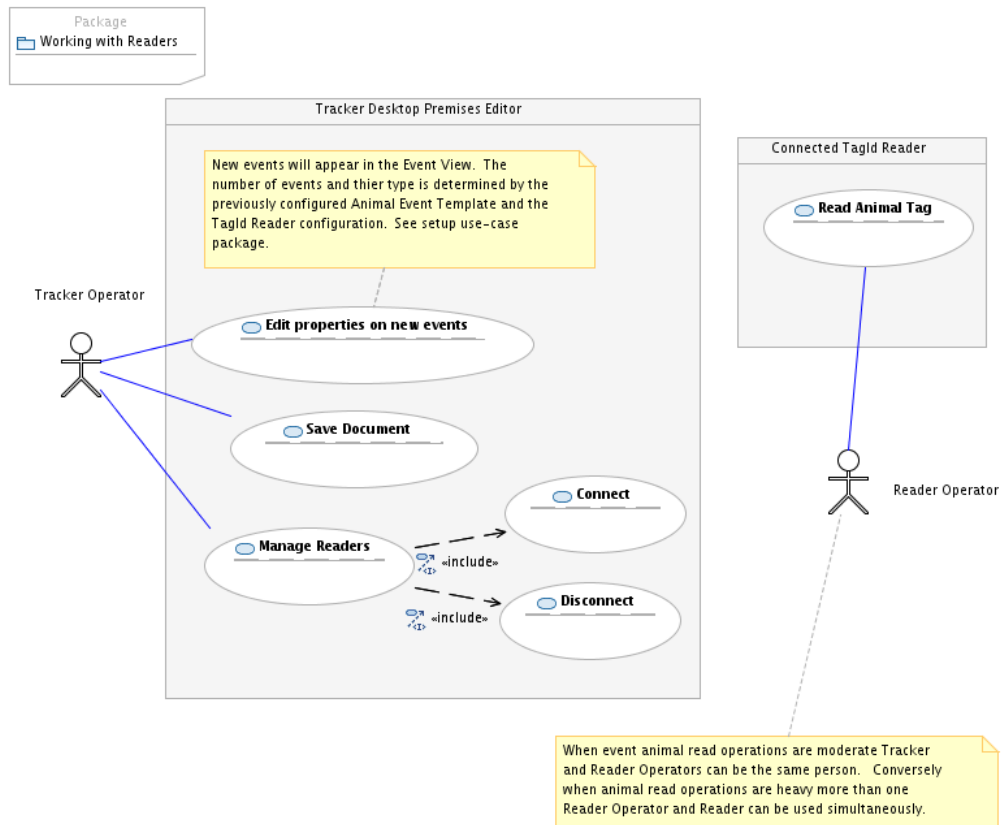 Package
Working with Readers
Tracker Desktop Premises Editor
New events will appear in the Event View. The
number of events and thier type is determined by the
previously configured Animal Event Template and the
TagId Reader configuration. See setup use-case
package.
Connected TagId Reader
Read Animal Tag
Tracker Operator
Edit properties on new events
Save Document
Manage Readers
Connect
«include»
Disconnect
«include»
Reader Operator
When event animal read operations are moderate Tracker
and Reader Operators can be the same person. Conversely
when animal read operations are heavy more than one
Reader Operator and Reader can be used simultaneously.